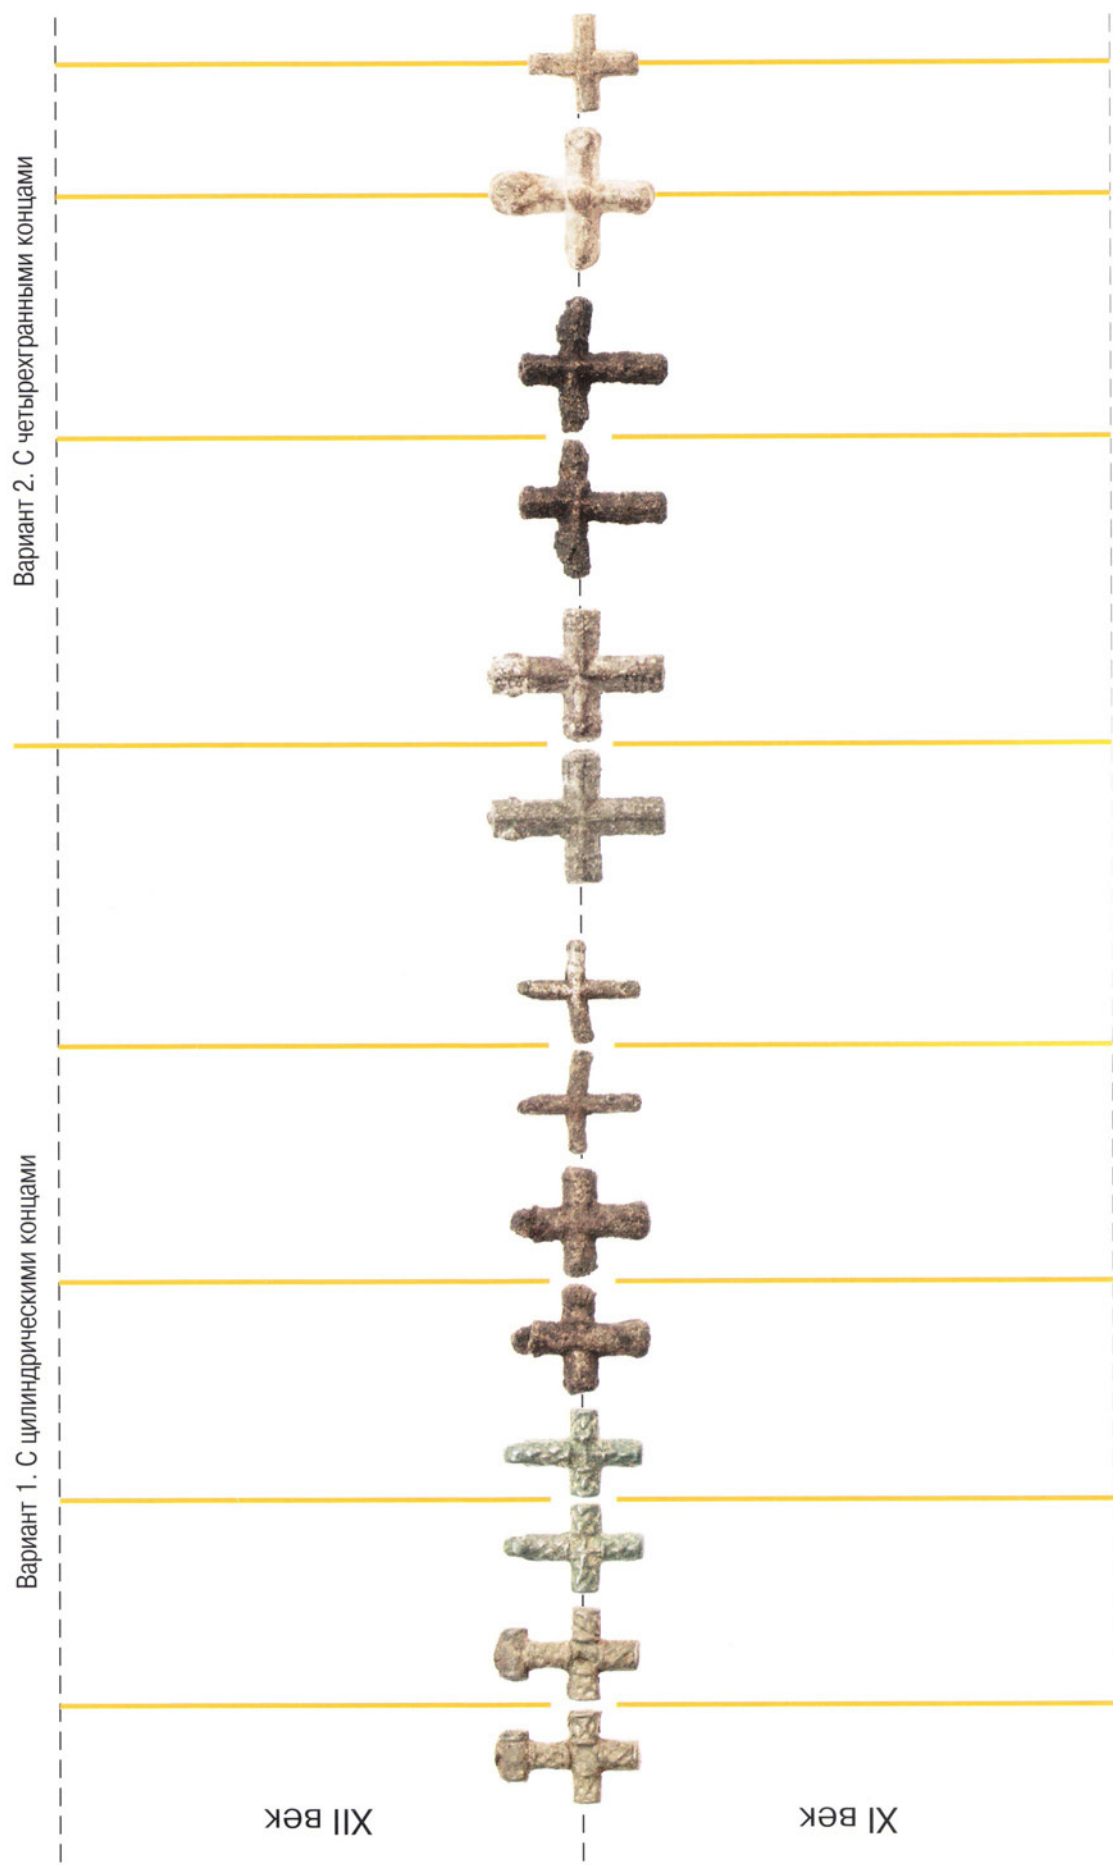 Вариант 1. С цилиндрическими концами
Вариант 2. С четырехгранными концами
XII век
XI век